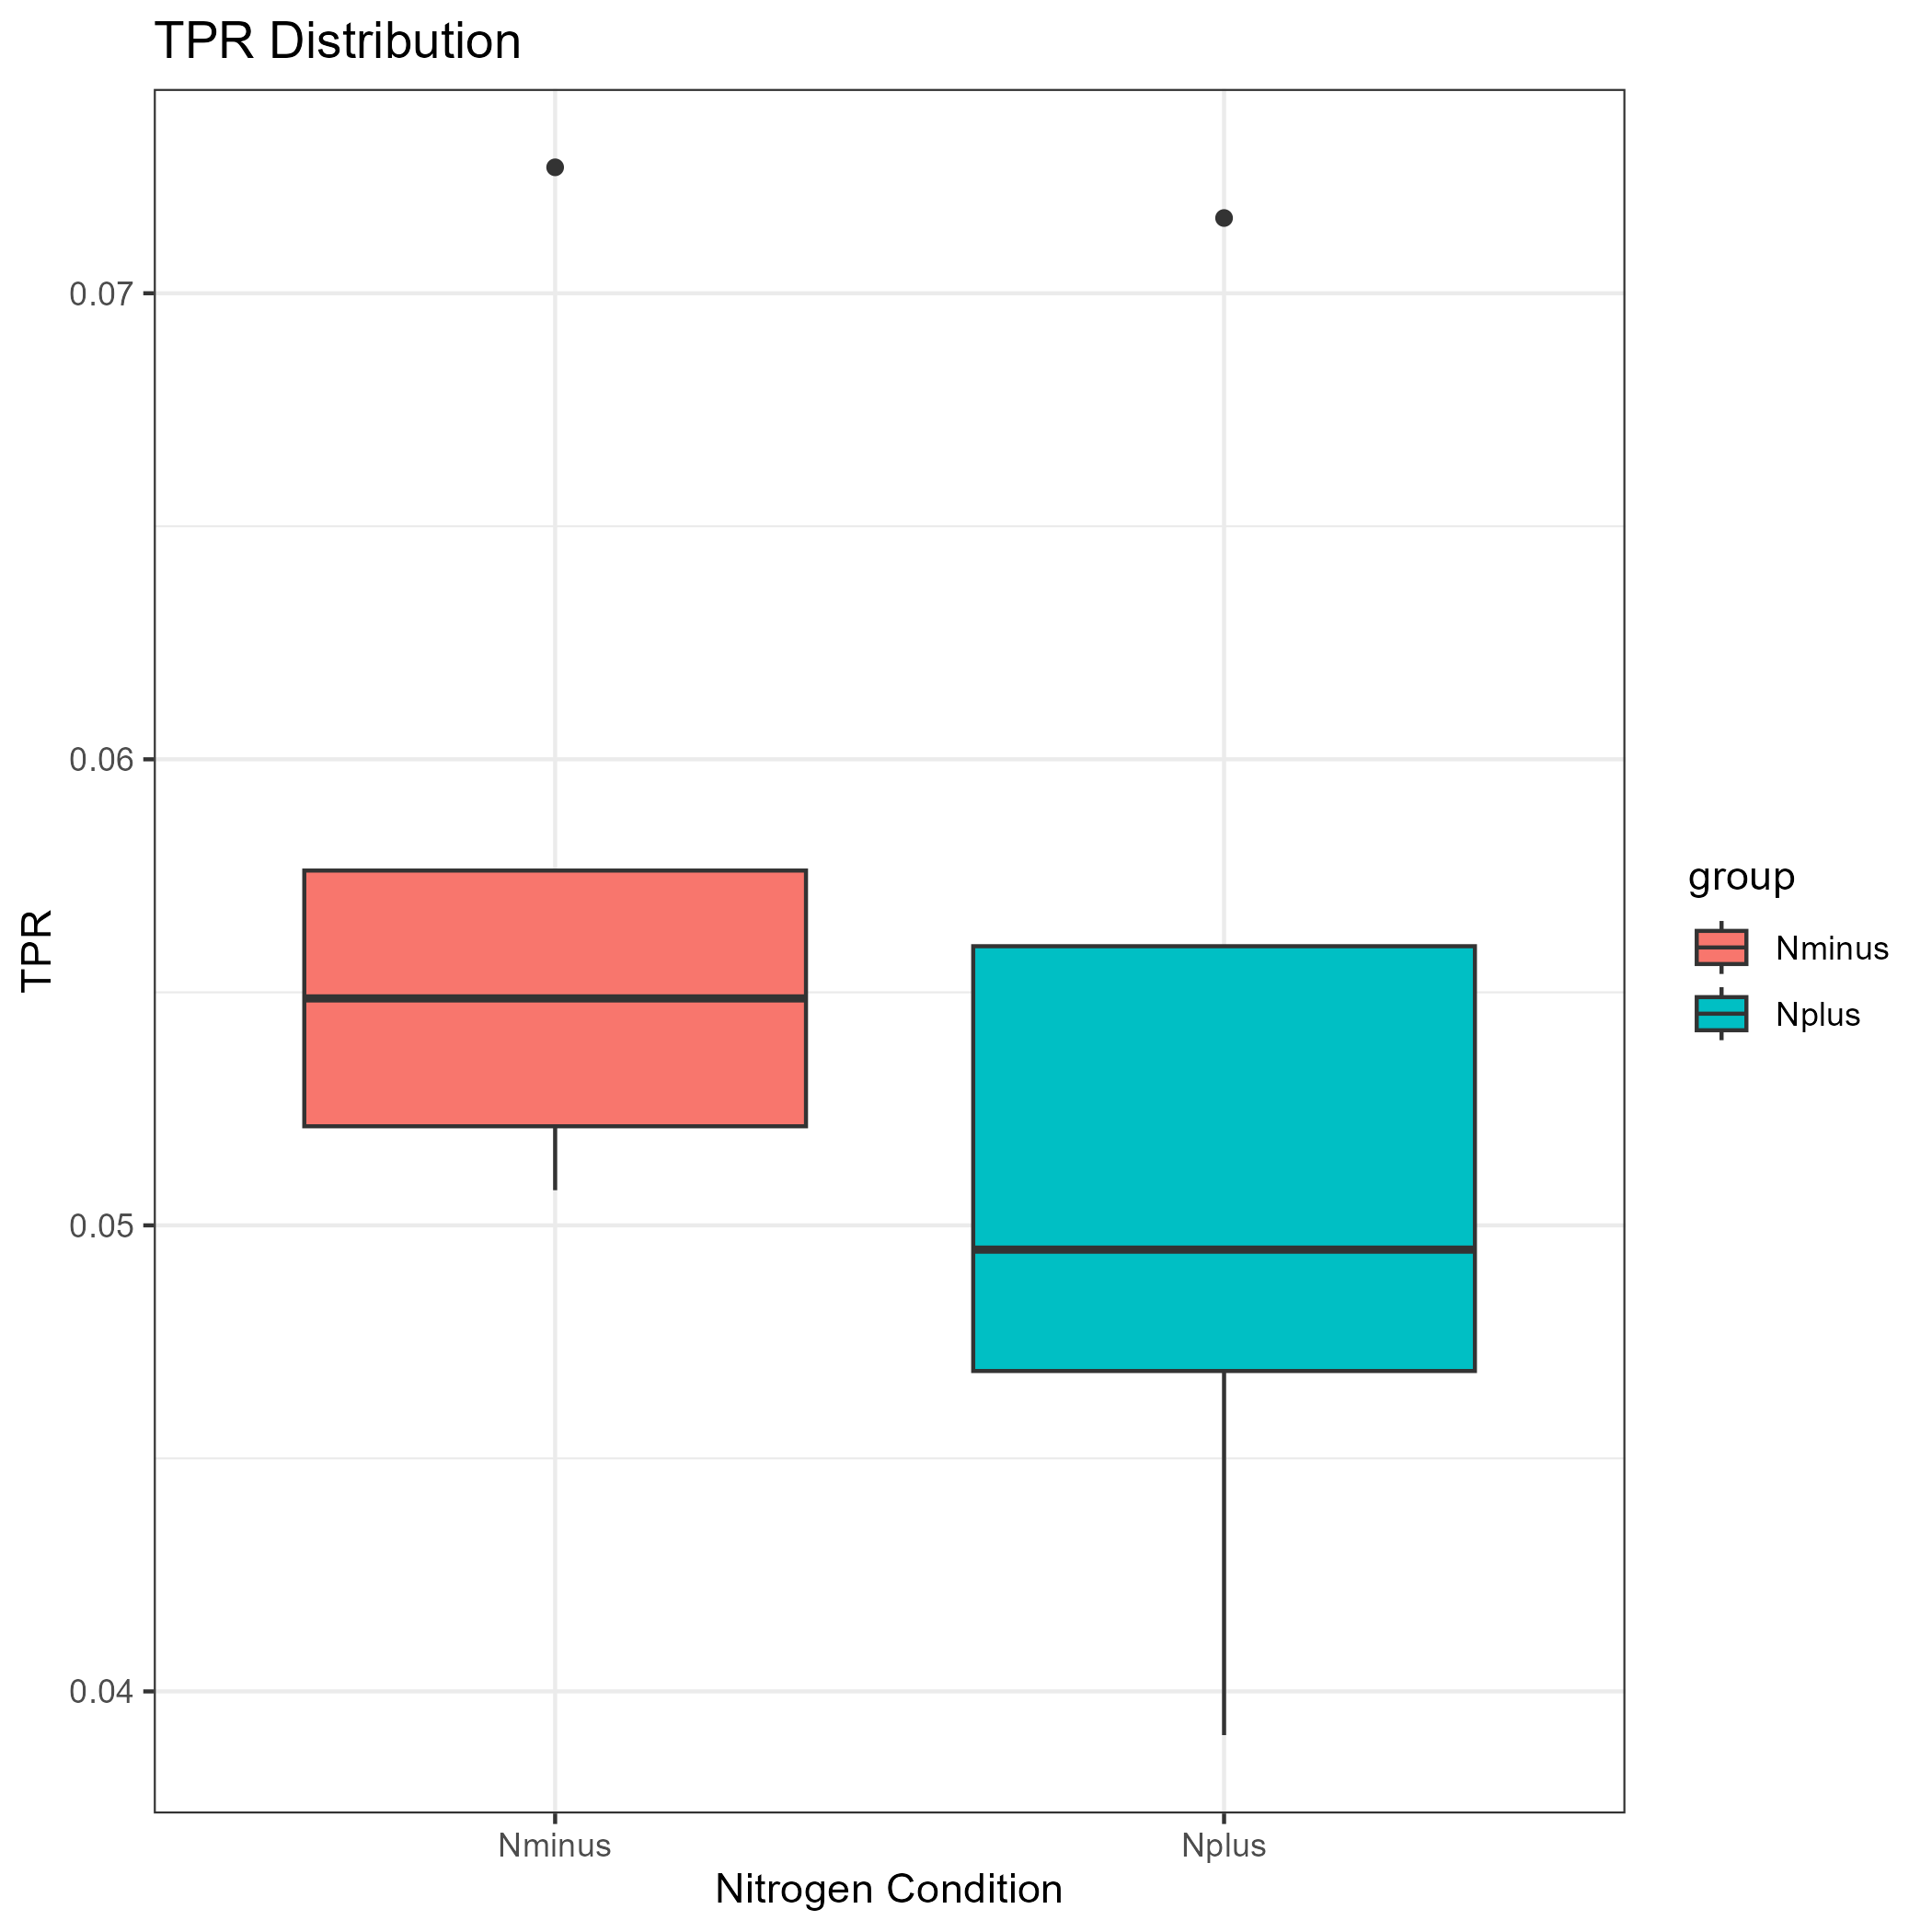 TPR Distribution
TPR
0.07
0.06
0.05
0.04
Nminus
Nplus
Nitrogen Condition
group
Nminus
Nplus